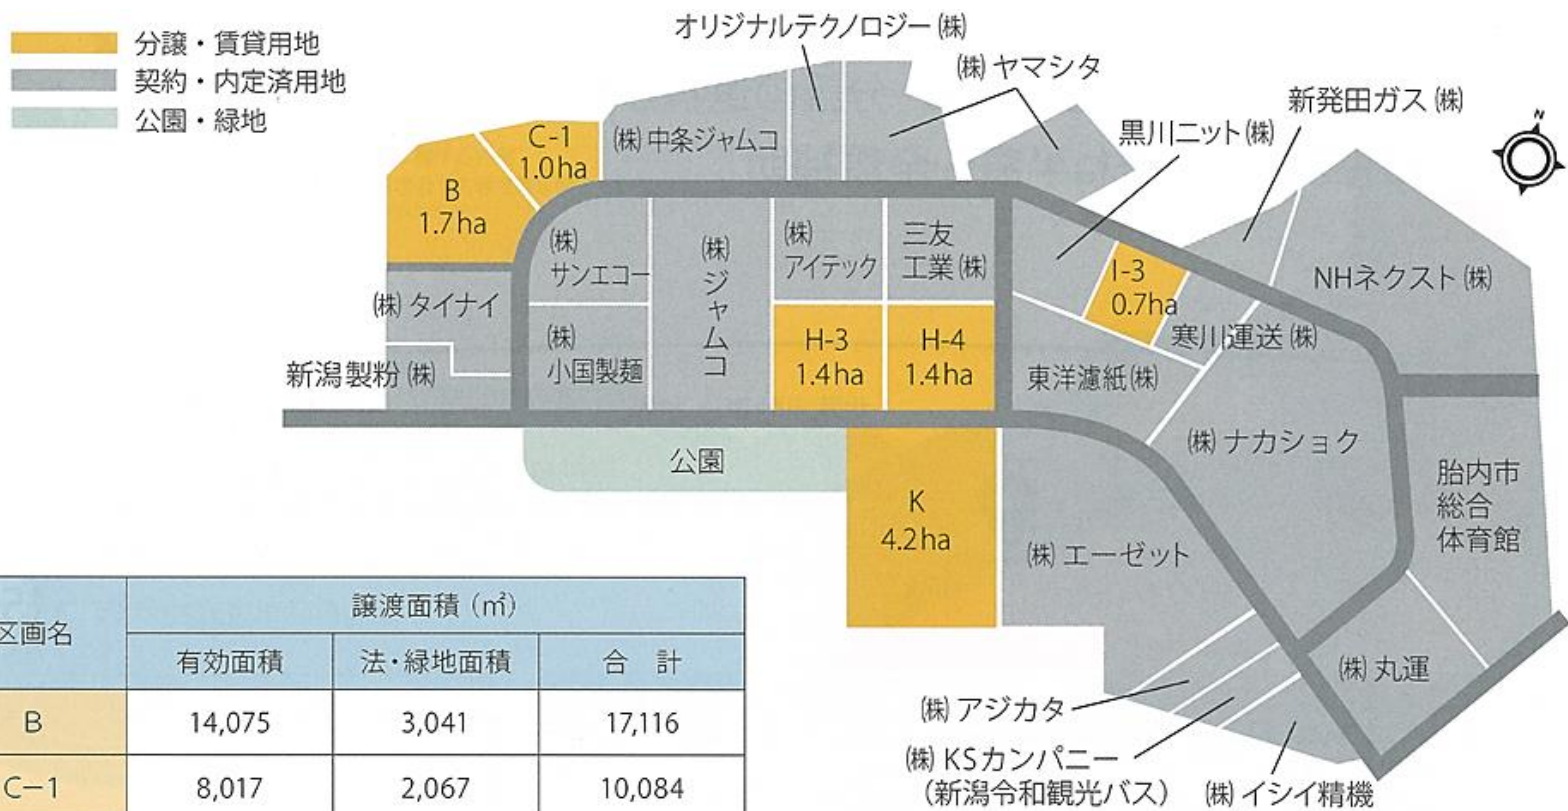 分譲・賃貸用地
契約・内定済用地
公園・緑地
オリジナルテクノロジー㈱
㈱ヤマシタ
新発田ガス㈱
黒川ニット㈱
N
C-1
1.0ha
㈱中条ジャムコ
B
1.7ha
㈱
サンエコー
㈱ジャムコ
㈱
アイテック
三友
工業㈱
I-3
0.7ha
NHネクスト㈱
㈱タイナイ
㈱
小国製麺
H-3
1.4ha
H-4
1.4ha
寒川運送㈱
新潟製粉㈱
東洋濾紙㈱
公園
㈱ナカショク
K
4.2ha
胎内市
総合
体育館
㈱エーゼット
㈱丸運
㈱アジカタ
㈱KSカンパニー
(新潟令和観光バス)
㈱イシイ精機
区画名 譲渡面積(㎡)
有効面積 法・緑地面積 合計
B 14,075 3,041 17,116
C-1 8,017 2,067 10,084